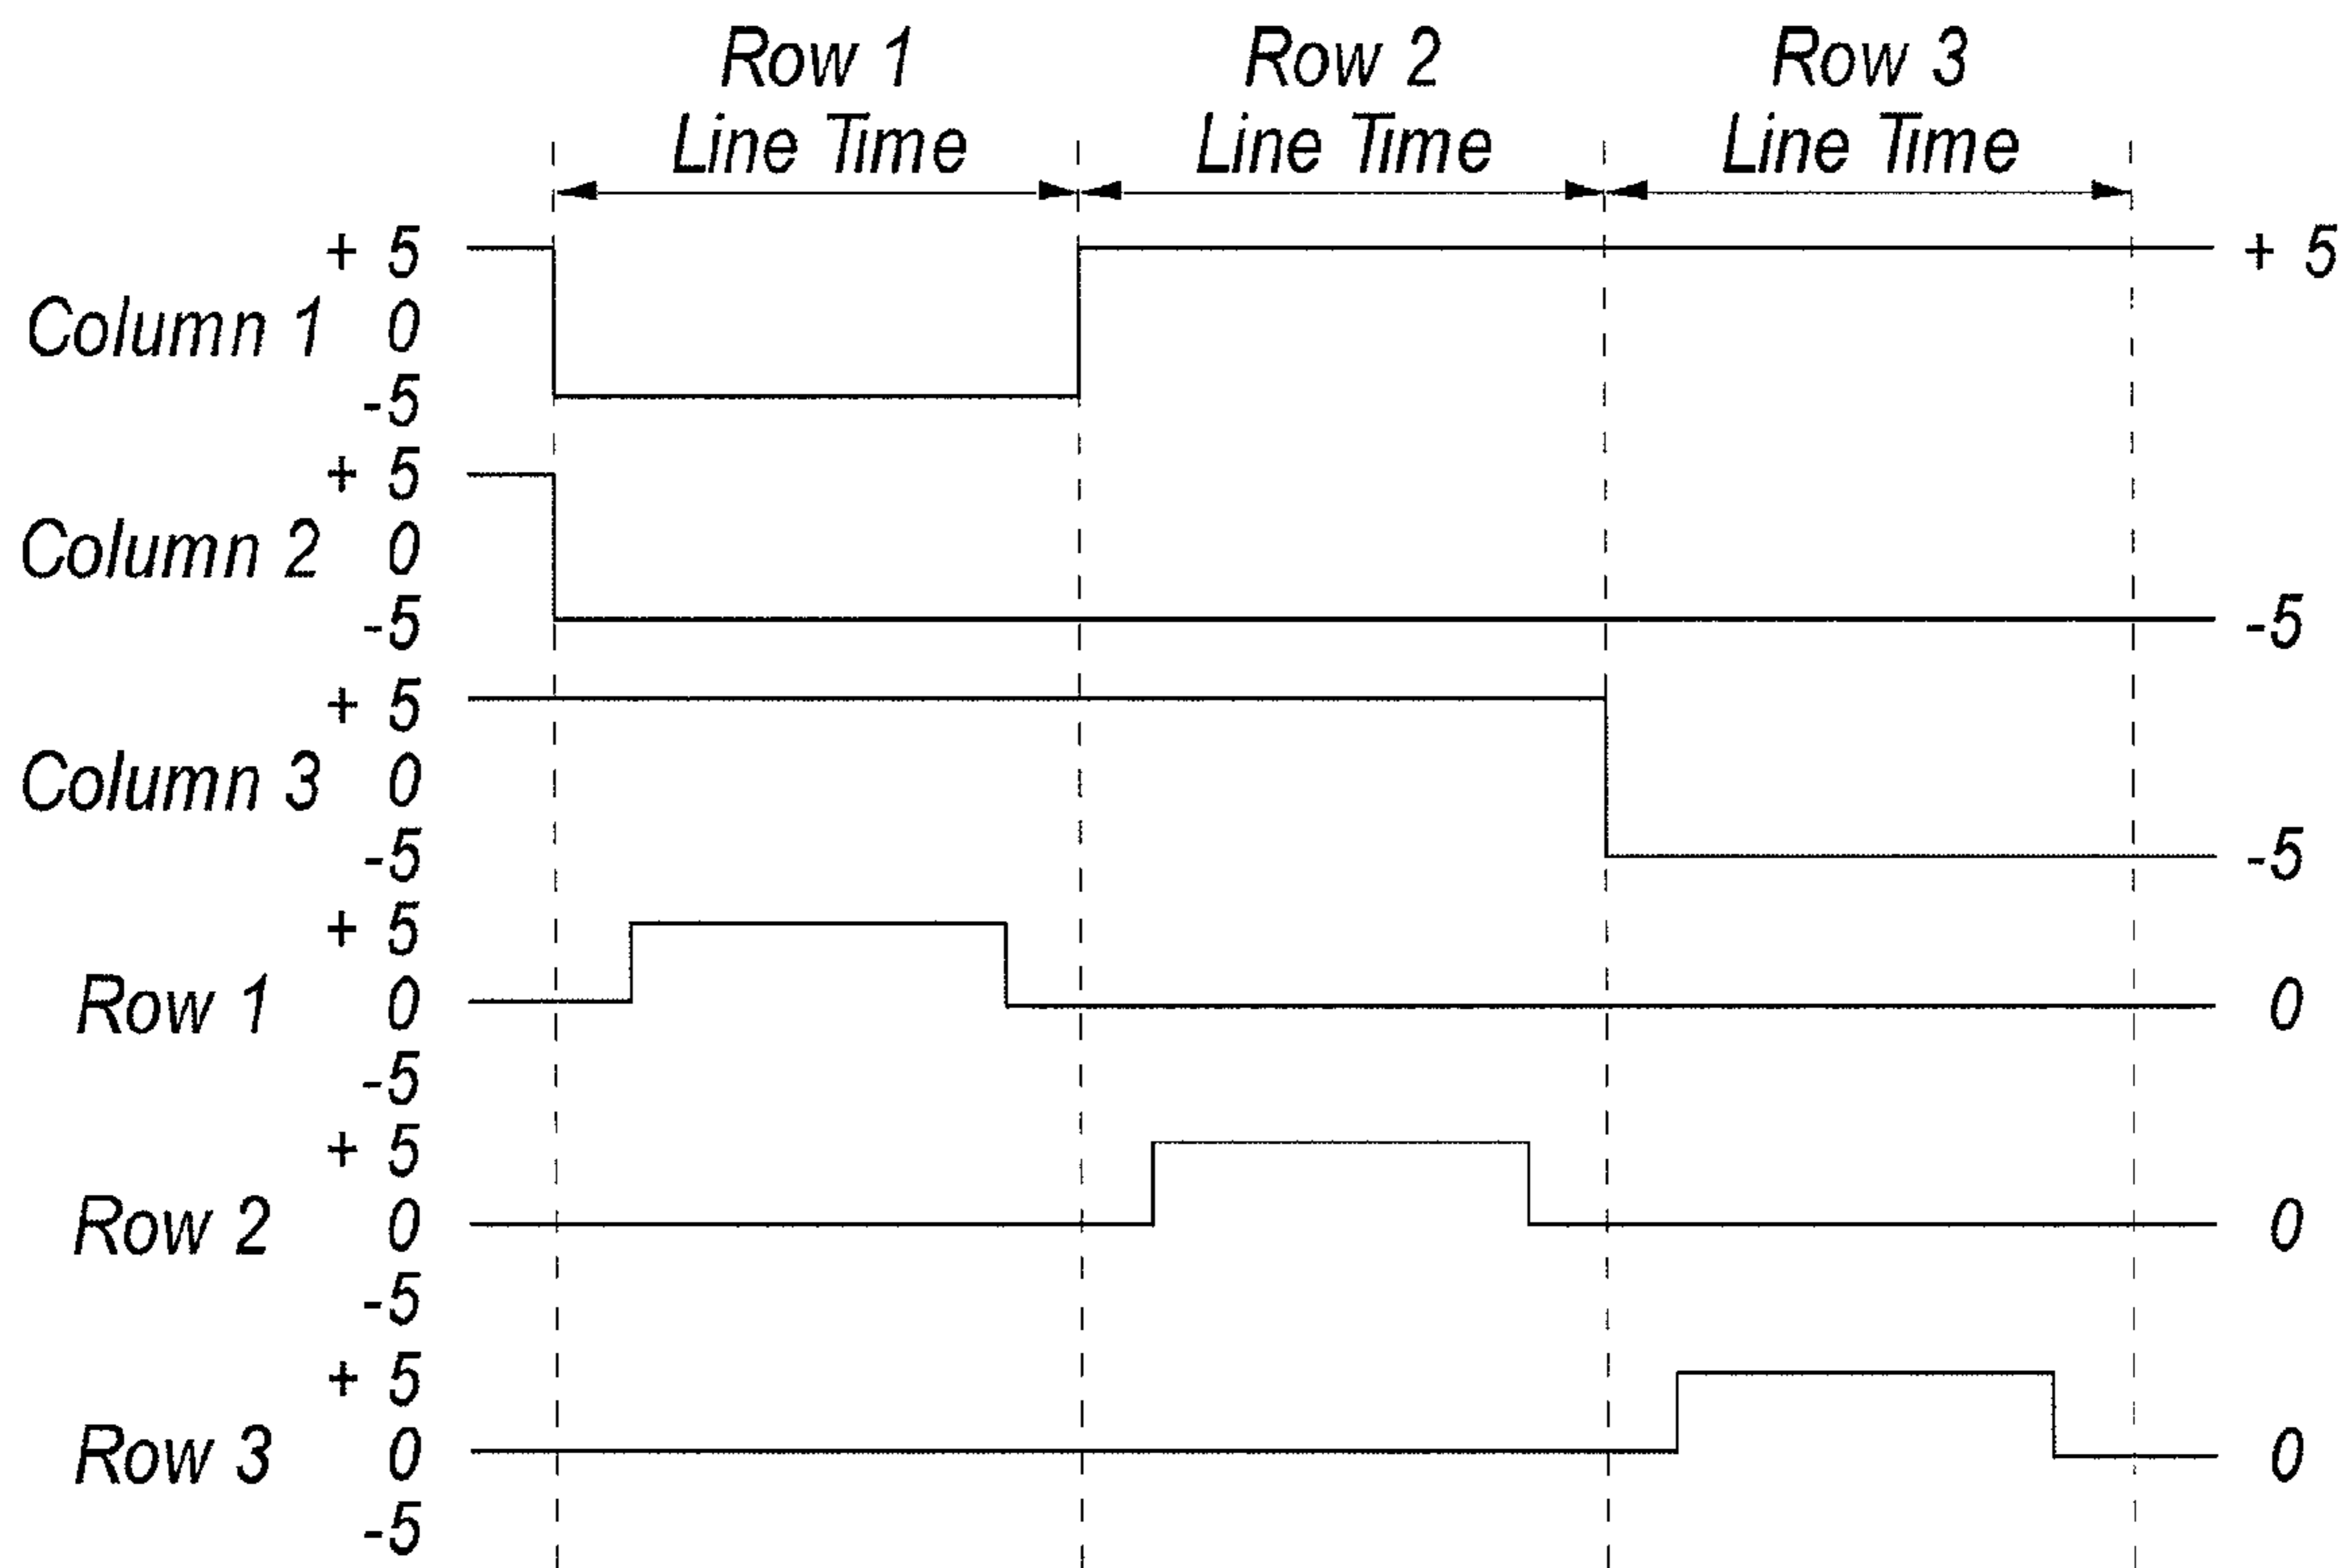 Row 1 Row 2 Row 3
Line Time Line Time Line Time
+ 5 + 5
Column 1 0
-5
+ 5
Column 2 0
-5 -5
+ 5
Column 3 0
-5 -5
+ 5
Row 1 0 0
-5
+ 5
Row 2 0 0
-5
+ 5
Row 3 0 0
-5